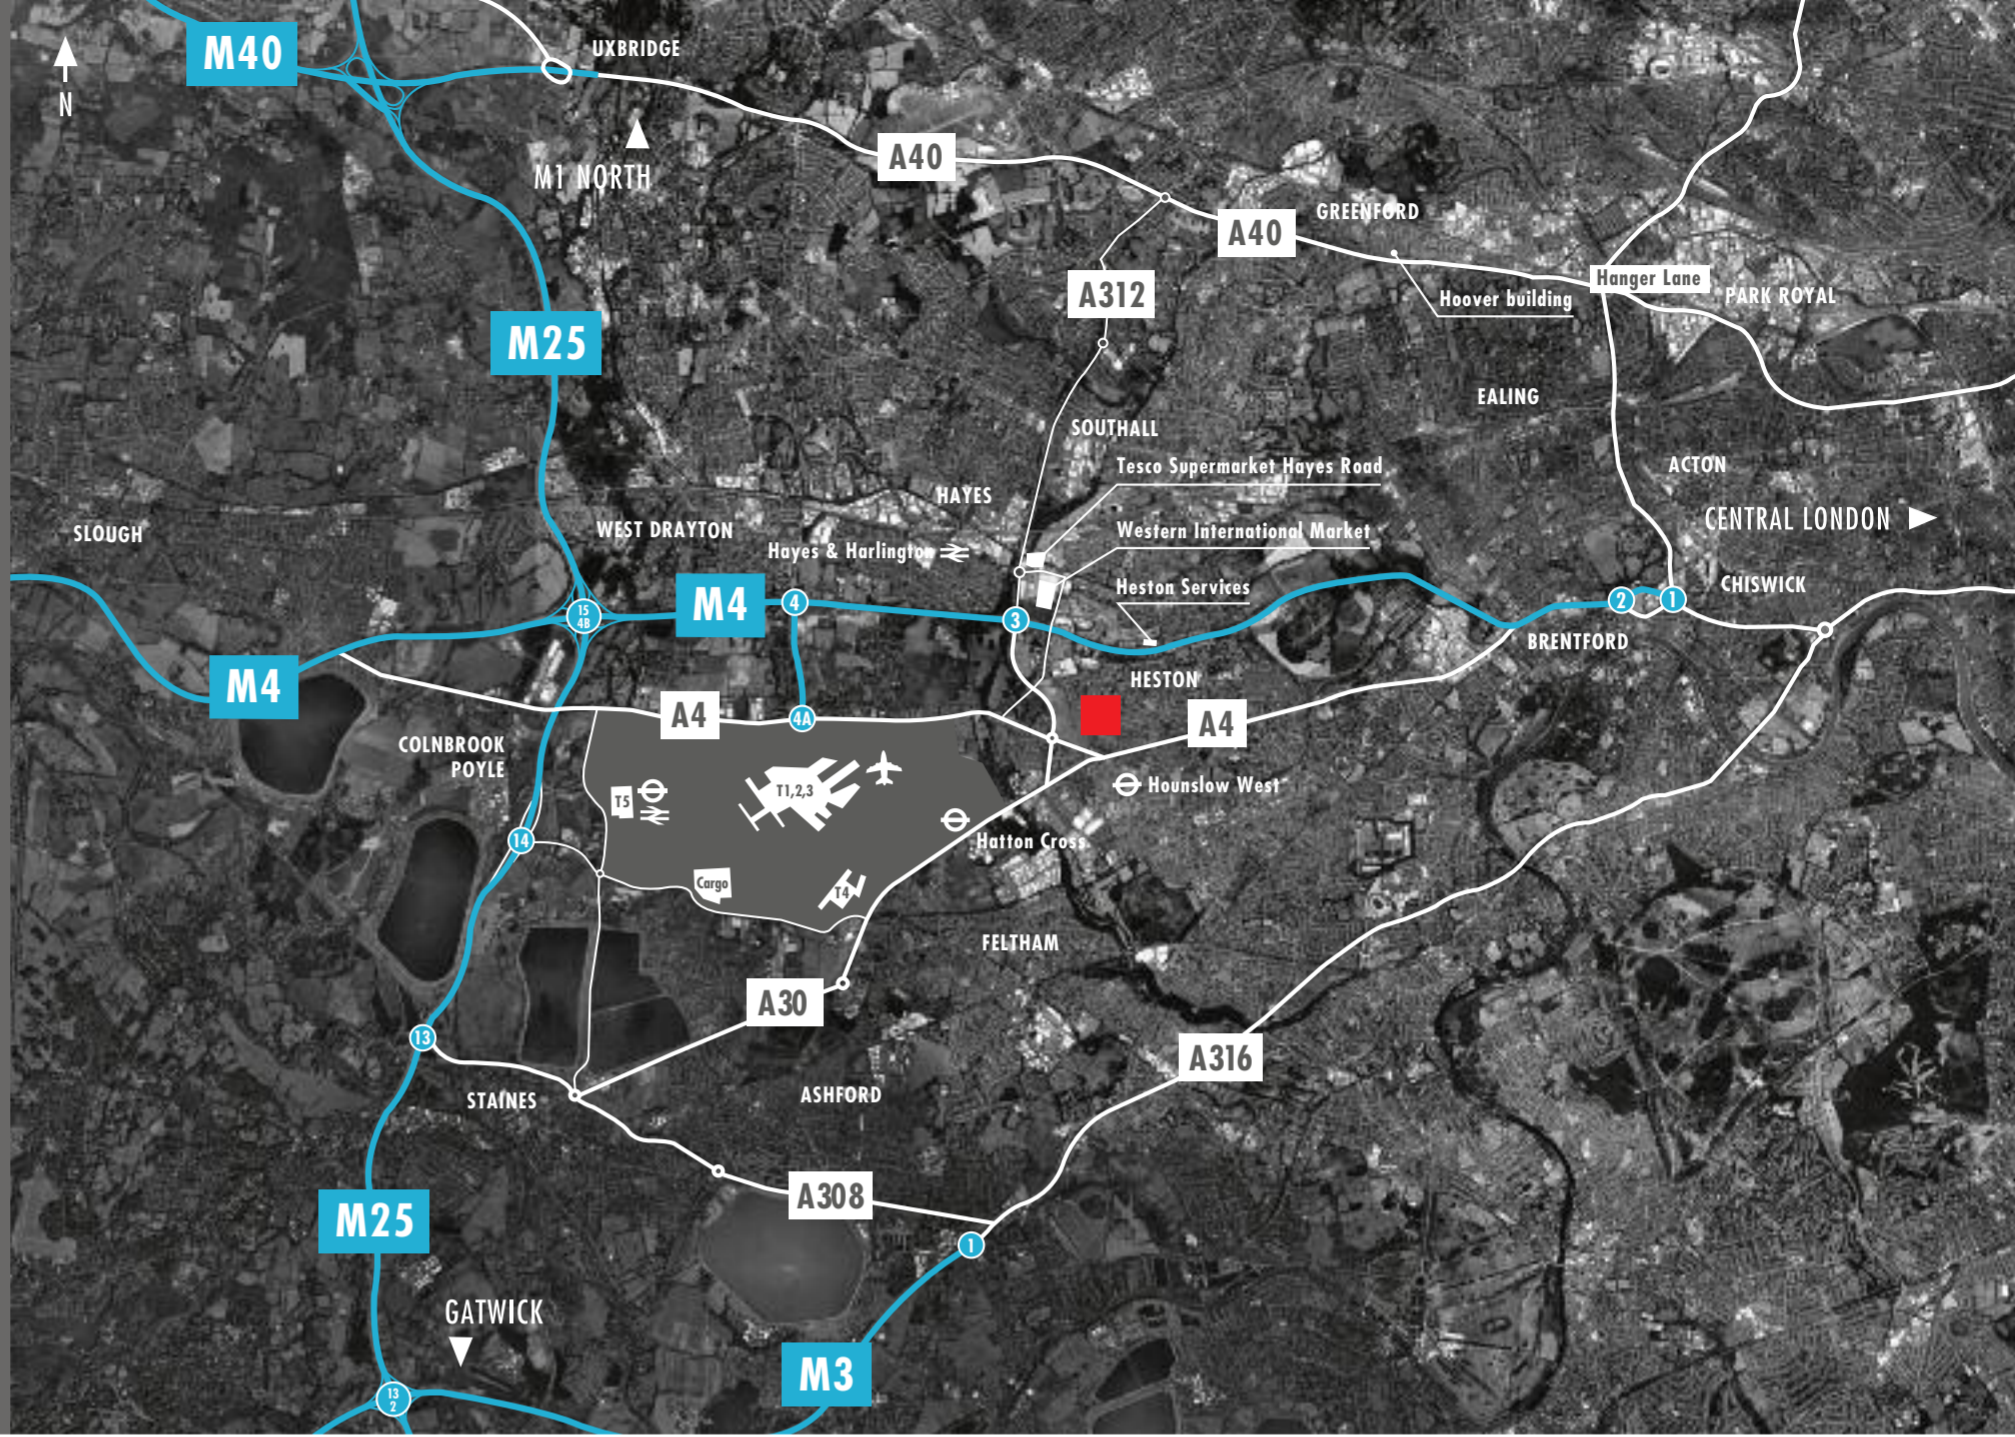 M40
UXBRIDGE
N
M1 NORTH
A40
GREENFORD
A40
Hanger Lane
PARK ROYAL
A312
Hoover building
M25
EALING
SOUTHALL
Tesco Supermarket Hayes Road
ACTON
HAYES
CENTRAL LONDON
SLOUGH
WEST DRAYTON
Western International Market
Hayes & Harlington
Heston Services
CHISWICK
M4
4
15
4B
3
2
1
BRENTFORD
M4
HESTON
A4
4A
A4
COLNBROOK
POYLE
T5
T1,2,3
Hounslow West
14
Hatton Cross
Cargo
T4
FELTHAM
A30
13
A316
STAINES
ASHFORD
A308
M25
1
GATWICK
M3
13
2